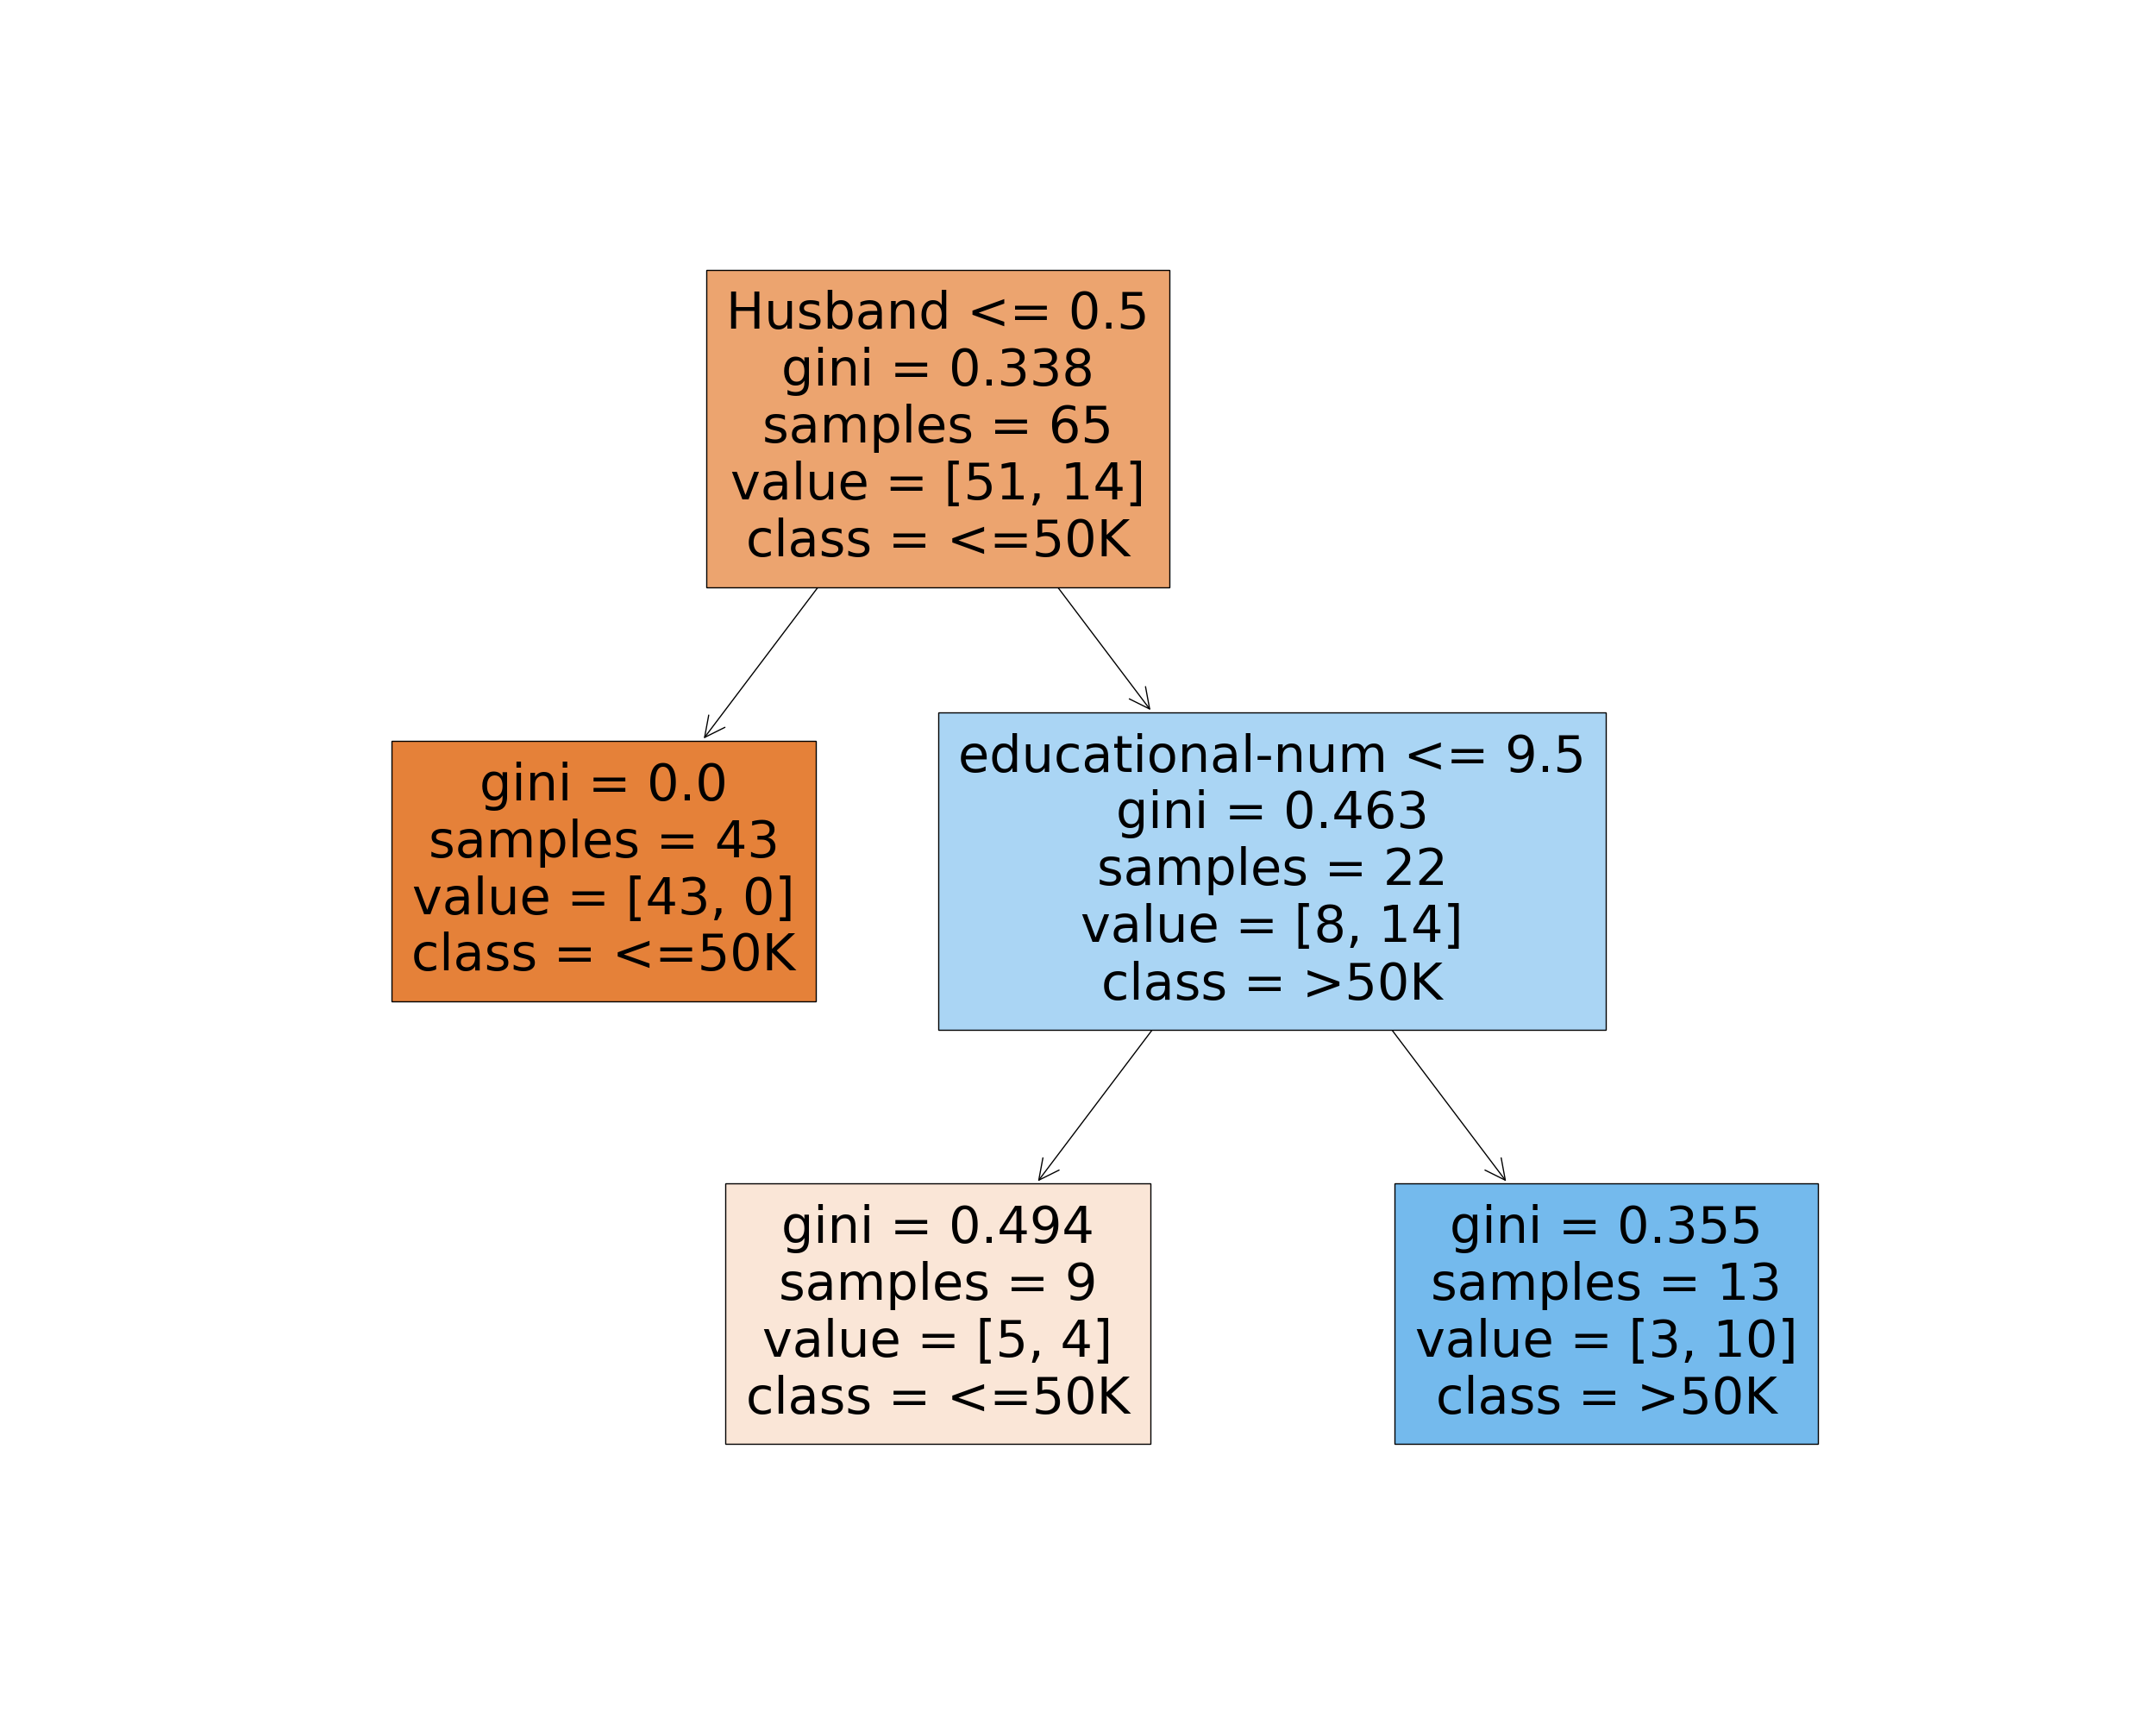 Husband <= 0.5
gini = 0.338
samples = 65
value = [51, 14]
class = <=50K
gini = 0.0
samples = 43
value = [43, 0]
class = <=50K
educational-num <= 9.5
gini = 0.463
samples = 22
value = [8, 14]
class = >50K
gini = 0.494
samples = 9
value = [5, 4]
class = <=50K
gini = 0.355
samples = 13
value = [3, 10]
class = >50K